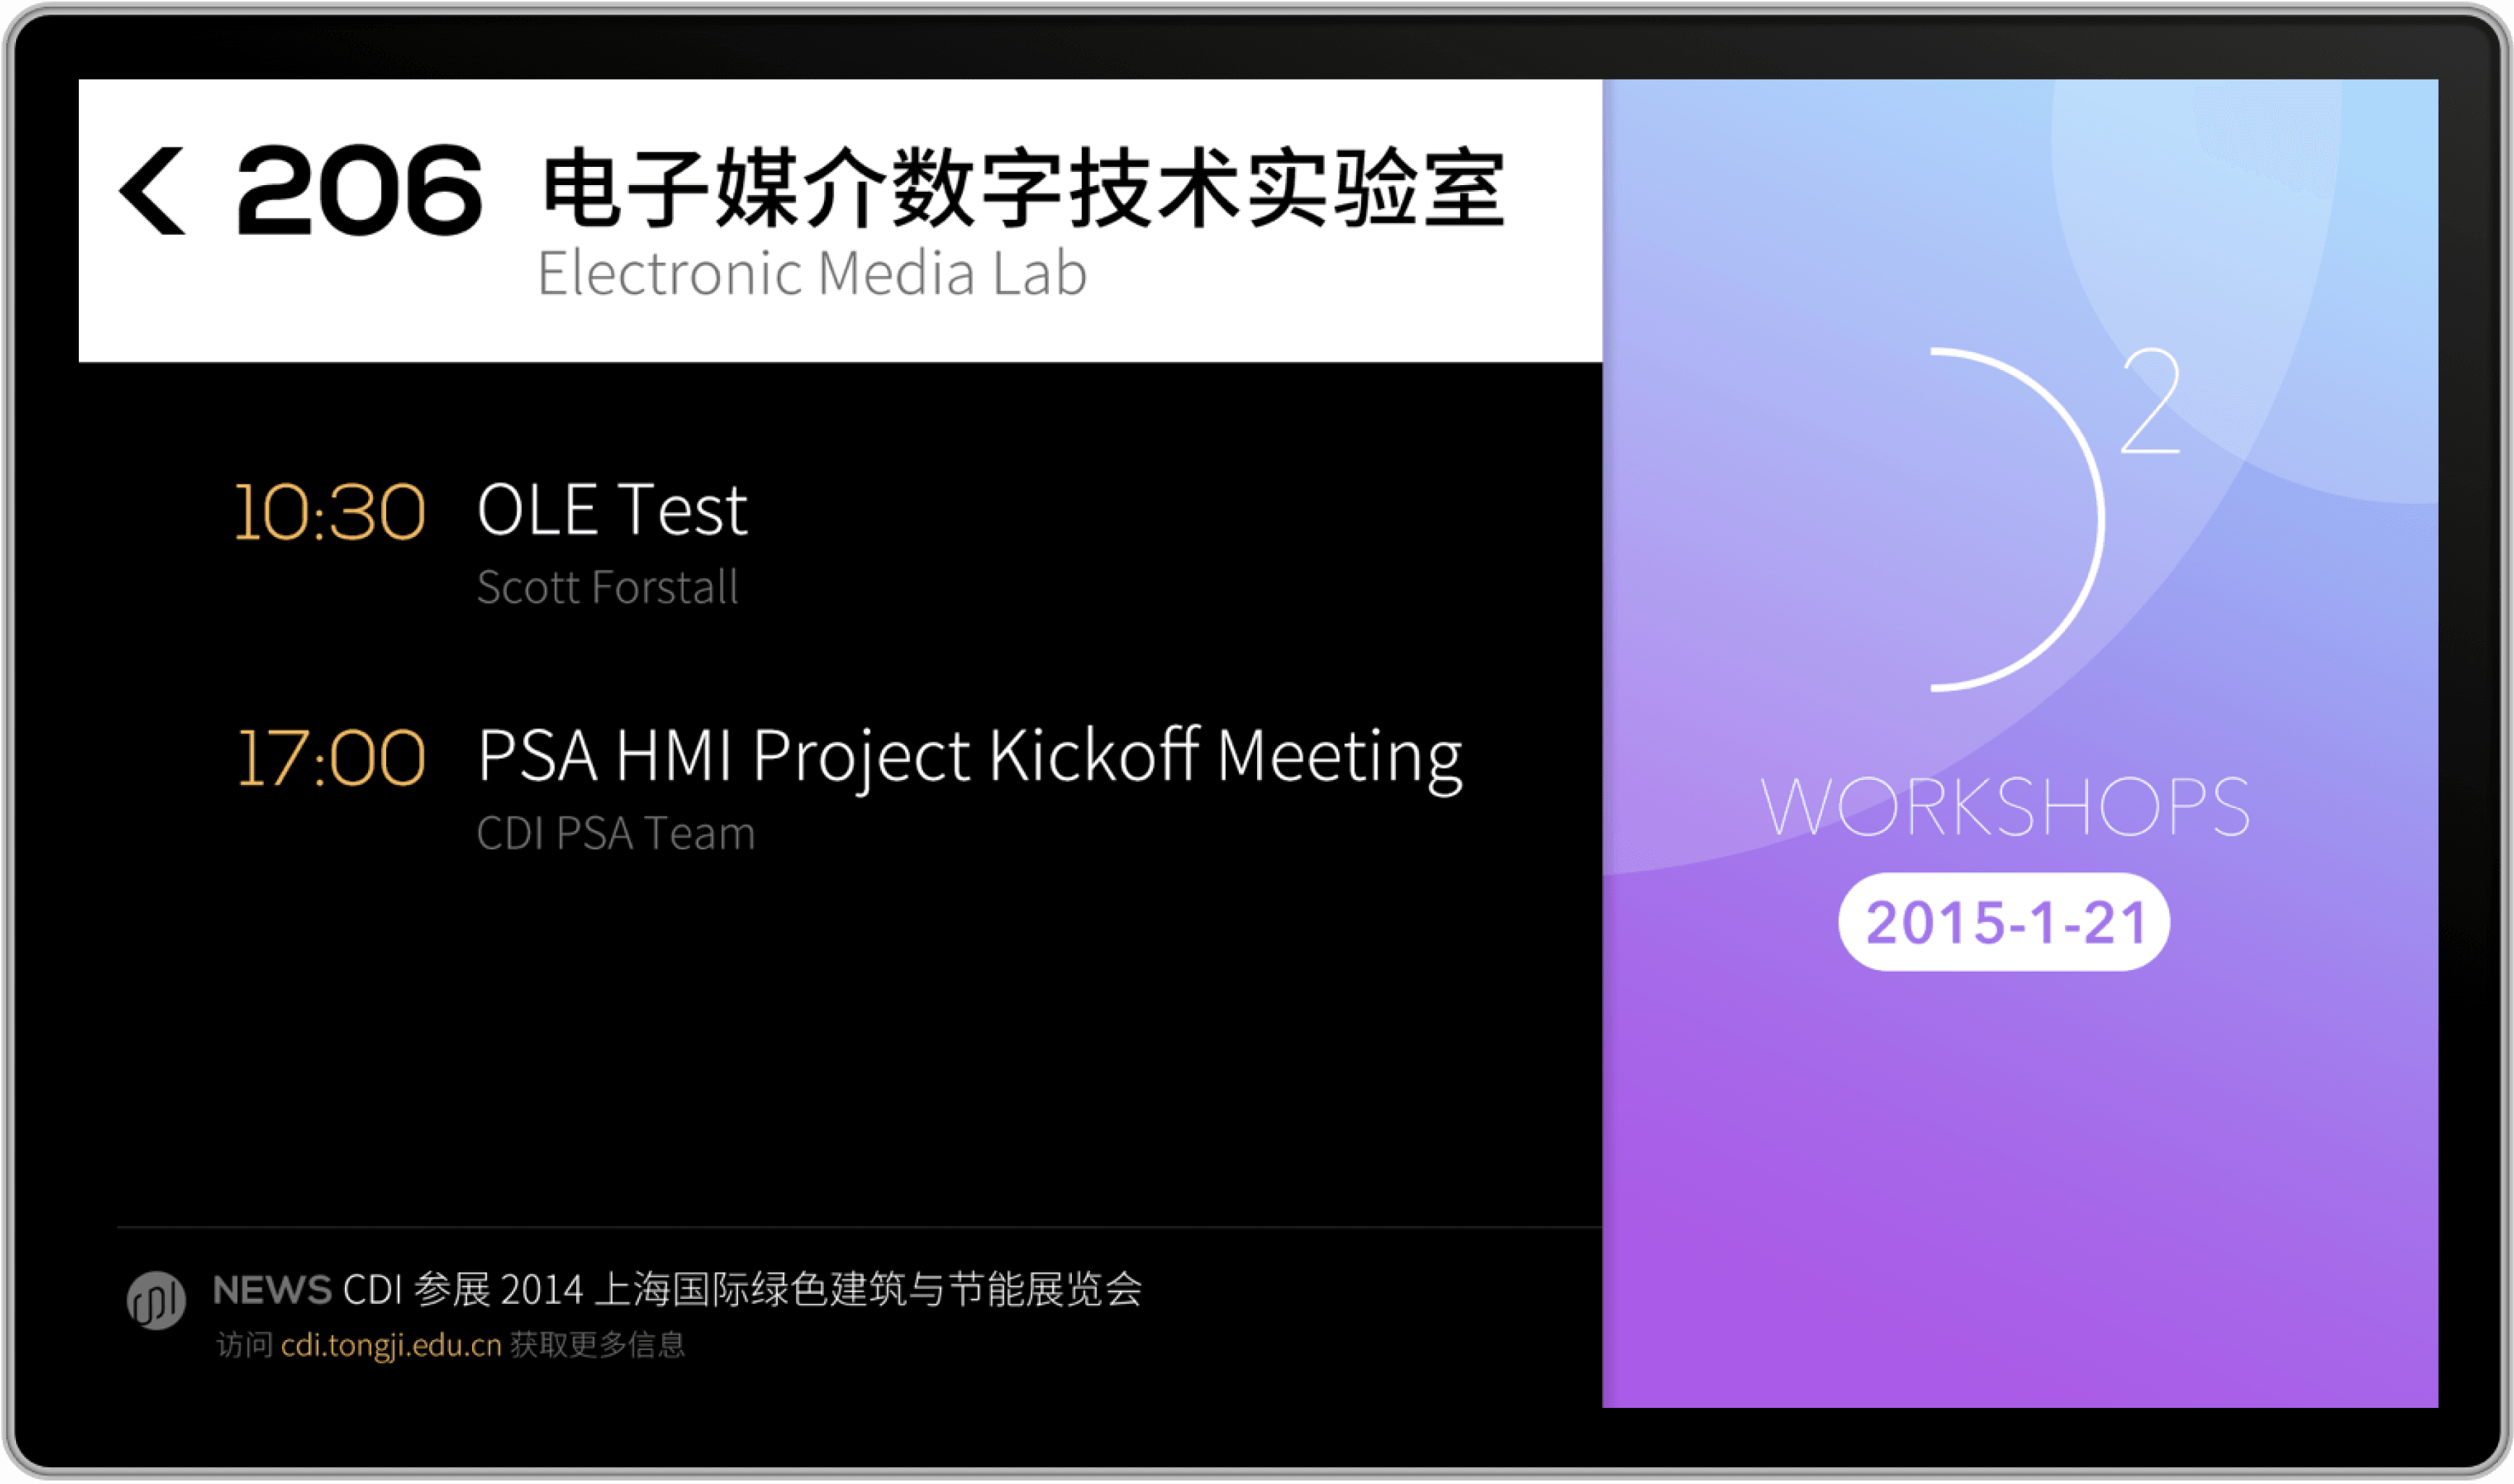 206 电子媒介数字技术实验室
Electronic Media Lab
10:30 OLE Test
Scott Forstall
17:00 PSA HMI Project Kickoff Meeting
CDI PSA Team
NEWS CDI 参展 2014 上海国际绿色建筑与节能展览会
访问 cdi.tongji.edu.cn 获取更多信息
D²
WORKSHOPS
2015-1-21